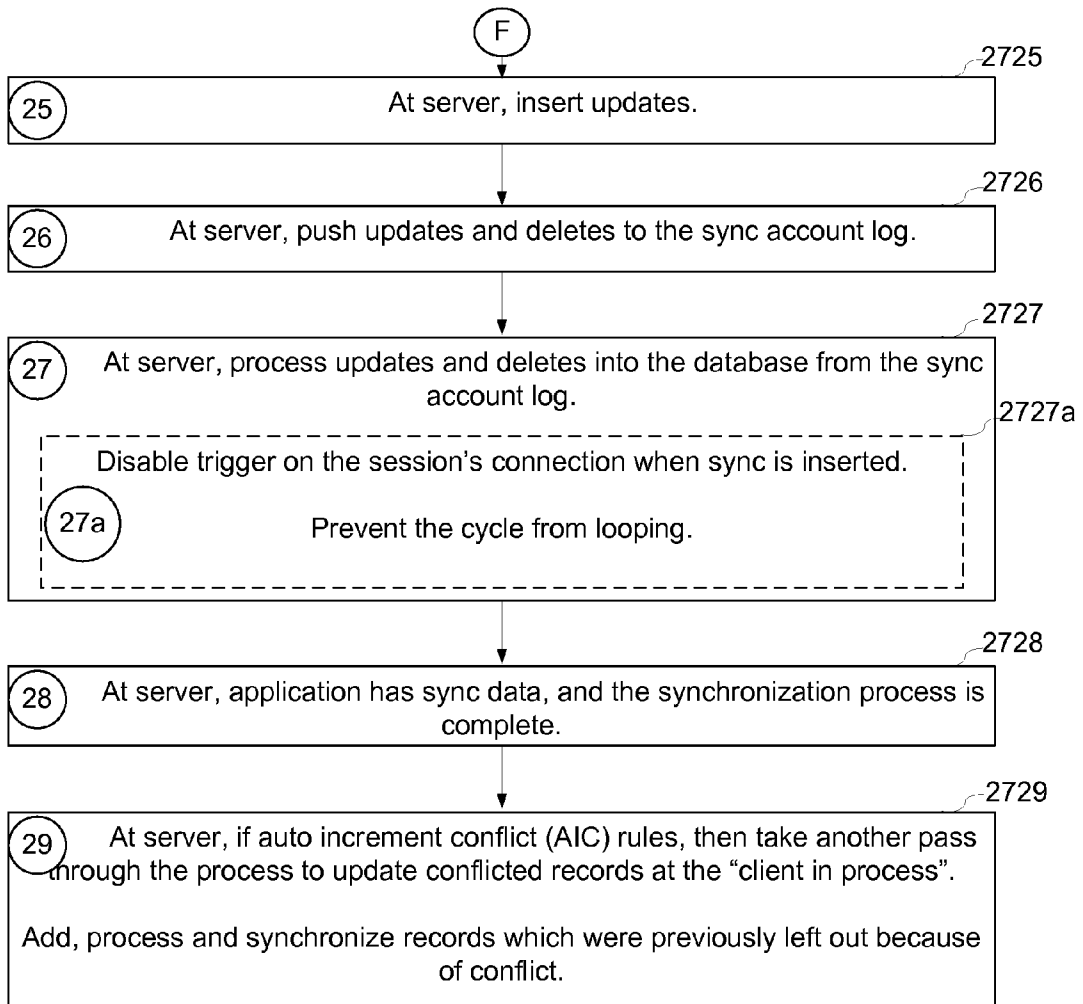 F
2725
25
At server, insert updates.
2726
26
At server, push updates and deletes to the sync account log.
2727
27
At server, process updates and deletes into the database from the sync
account log.
2727a
Disable trigger on the session's connection when sync is inserted.
27a
Prevent the cycle from looping.
2728
28
At server, application has sync data, and the synchronization process is
complete.
2729
29
At server, if auto increment conflict (AIC) rules, then take another pass
through the process to update conflicted records at the “client in process”.
Add, process and synchronize records which were previously left out because
of conflict.